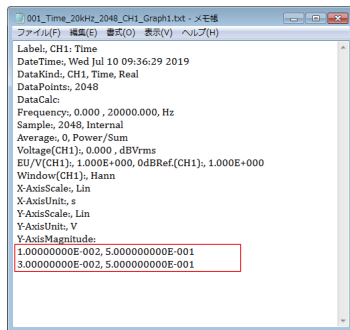 001_Time_20kHz_2048_CH1_Graph1.txt - メモ帳
ファイル(F) 編集(E) 書式(O) 表示(V) ヘルプ(H)
Label:, CH1: Time
DateTime:, Wed Jul 10 09:36:29 2019
DataKind:, CH1, Time, Real
DataPoints:, 2048
DataCalc:
Frequency:, 0.000 , 20000.000, Hz
Sample:, 2048, Internal
Average:, 0, Power/Sum
Voltage(CH1):, 0.000 , dBVrms
EU/V(CH1):, 1.000E+000, 0dBRef.(CH1):, 1.000E+000
Window(CH1):, Hann
X-AxisScale:, Lin
X-AxisUnit:, s
Y-AxisScale:, Lin
Y-AxisUnit:, V
Y-AxisMagnitude:
1.00000000E-002, 5.000000000E-001
3.00000000E-002, 5.000000000E-001